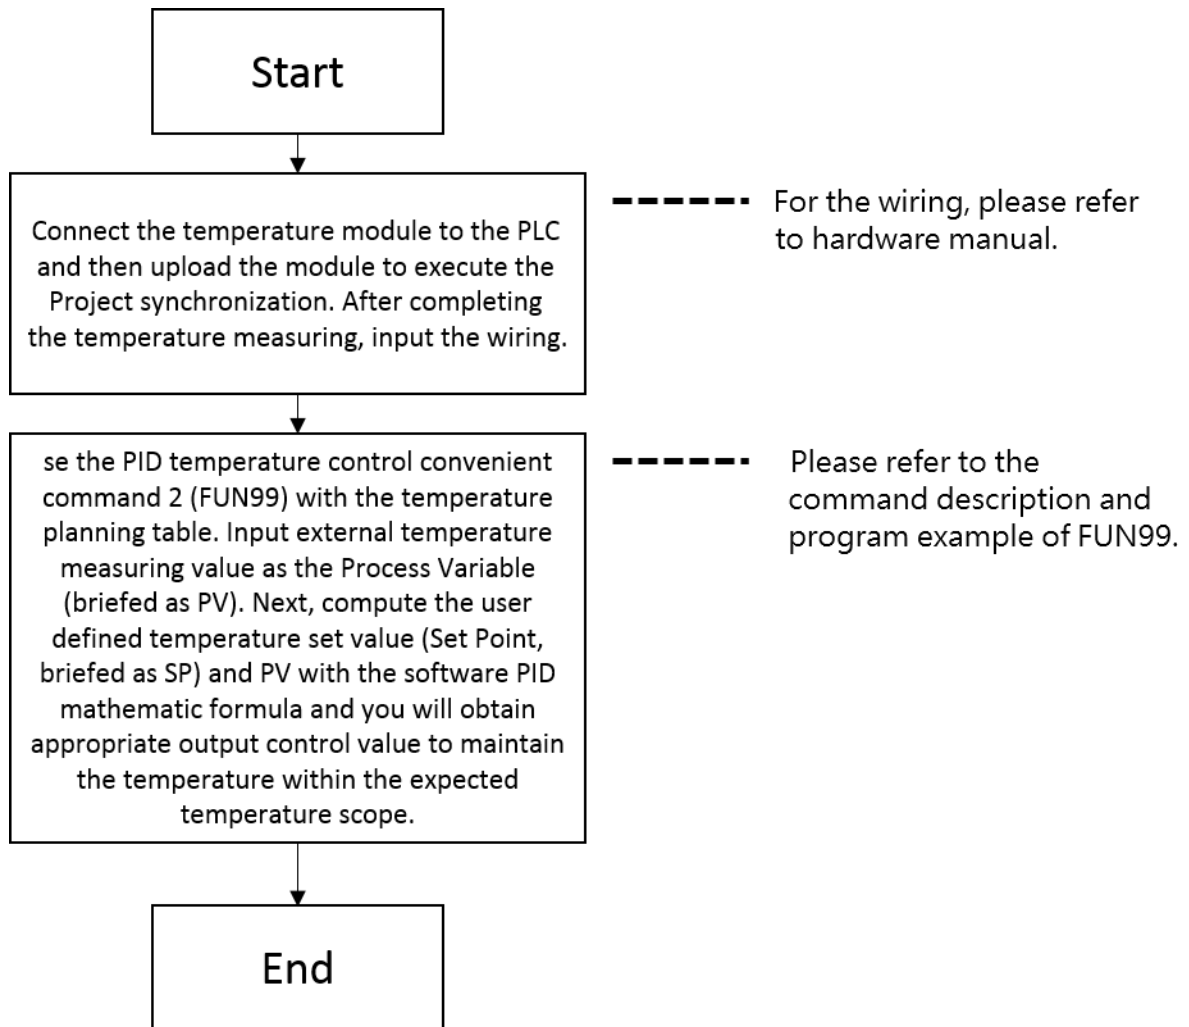 Start
Connect the temperature module to the PLC
and then upload the module to execute the
Project synchronization. After completing
the temperature measuring, input the wiring.
For the wiring, please refer
to hardware manual.
se the PID temperature control convenient
command 2 (FUN99) with the temperature
planning table. Input external temperature
measuring value as the Process Variable
(briefed as PV). Next, compute the user
defined temperature set value (Set Point,
briefed as SP) and PV with the software PID
mathematic formula and you will obtain
appropriate output control value to maintain
the temperature within the expected
temperature scope.
Please refer to the
command description and
program example of FUN99.
End